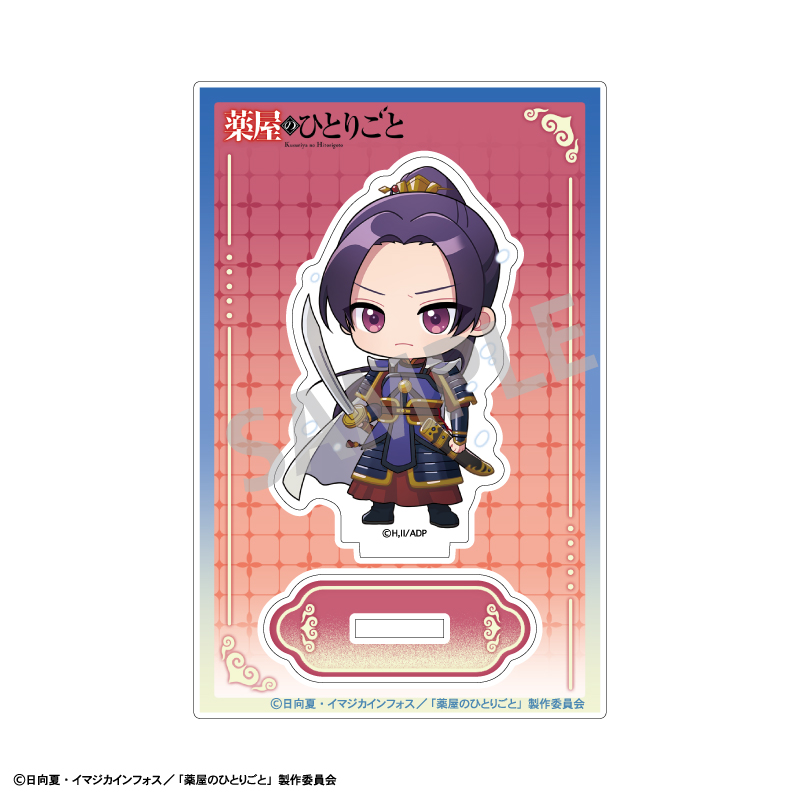 薬屋のひとりごと
Kusuriya no Hitorigoto
SAMPLE
©H,II/ADP
©日向夏・イマジカインフォス／「薬屋のひとりごと」製作委員会
©日向夏・イマジカインフォス／「薬屋のひとりごと」製作委員会